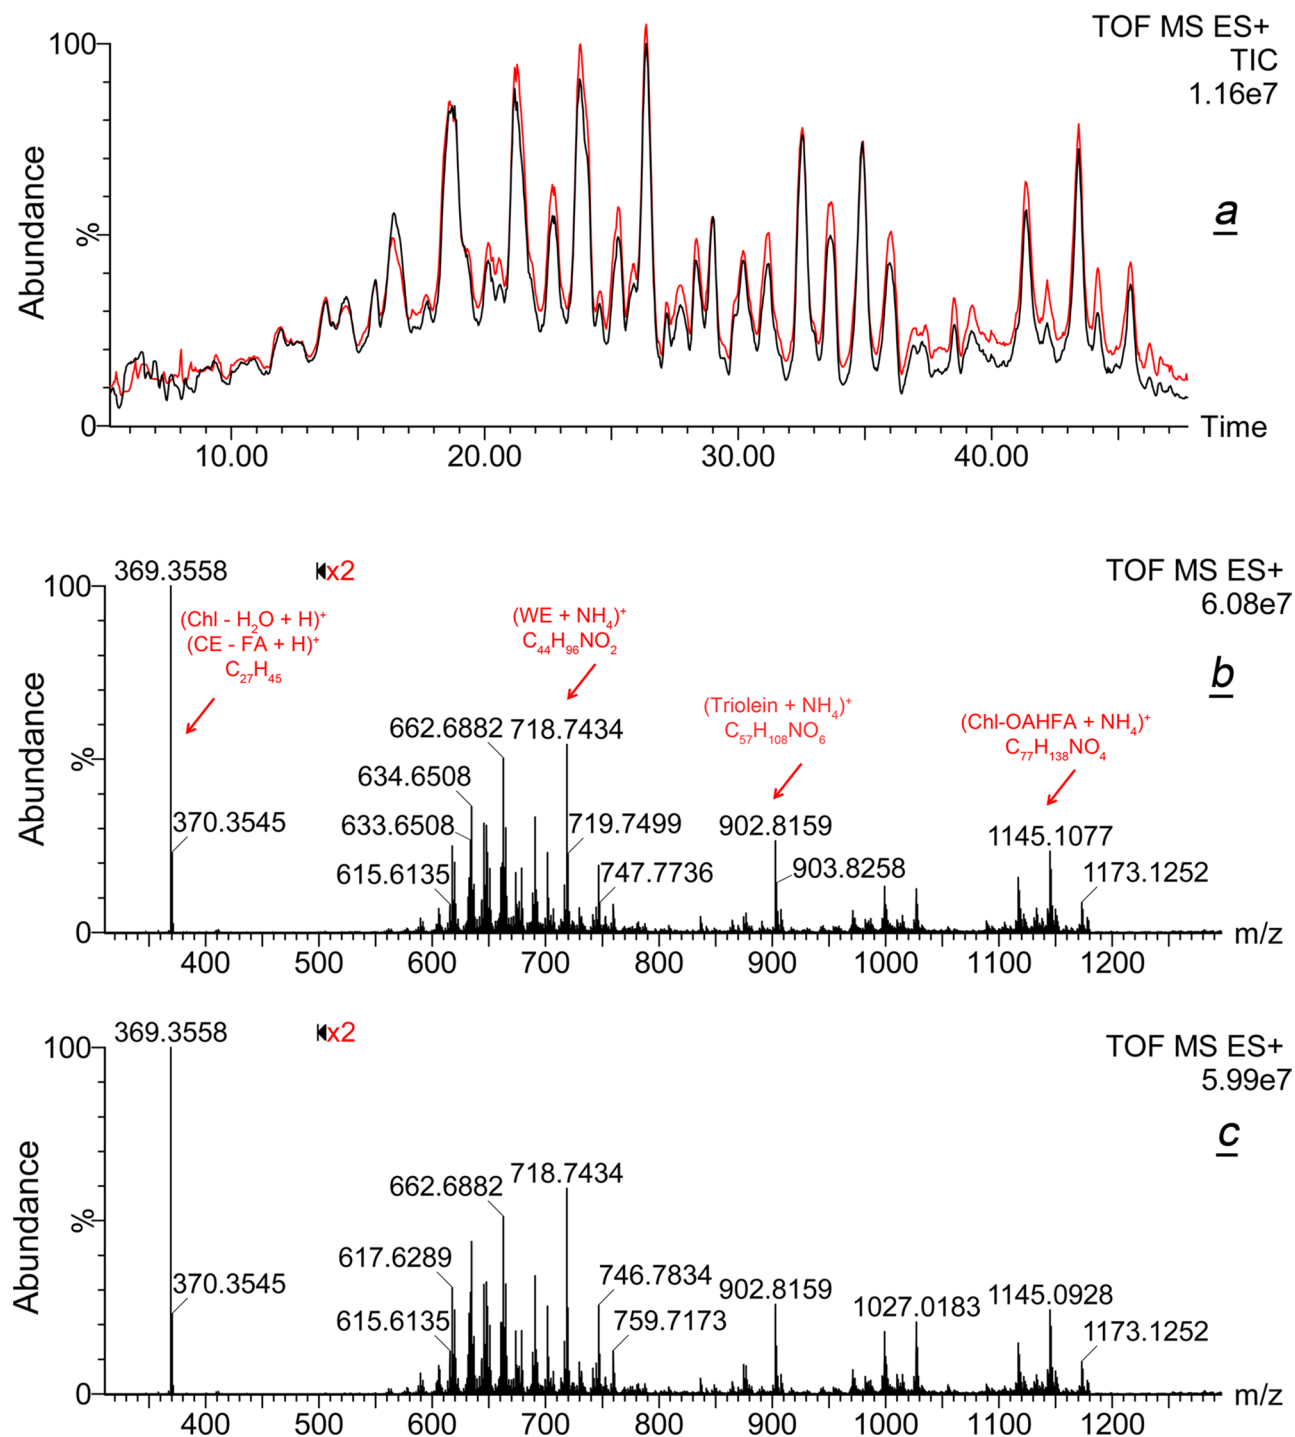 TOF MS ES+
TIC
1.16e7
100
%
0
Abundance
a
Time
10.00 20.00 30.00 40.00
TOF MS ES+
6.08e7
b
100
%
0
Abundance
369.3558
x2
(Chl - H₂O + H)⁺
(CE - FA + H)⁺
C₂₇H₄₅
(WE + NH₄)⁺
C₄₄H₉₆NO₂
(Triolein + NH₄)⁺
C₅₇H₁₀₈NO₆
(Chl-OAHFA + NH₄)⁺
C₇₇H₁₃₈NO₄
662.6882 718.7434
634.6508
370.3545
633.6508
719.7499
902.8159
1145.1077
615.6135
747.7736
903.8258
1173.1252
m/z
400 500 600 700 800 900 1000 1100 1200
TOF MS ES+
5.99e7
c
100
%
0
Abundance
369.3558
x2
662.6882
718.7434
617.6289
370.3545
746.7834
902.8159
1027.0183
1145.0928
615.6135
759.7173
1173.1252
m/z
400 500 600 700 800 900 1000 1100 1200